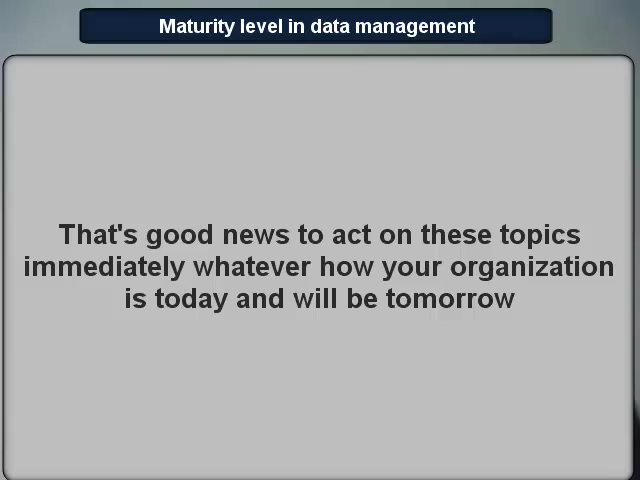 Maturity level in data management
That's good news to act on these topics
immediately whatever how your organization
is today and will be tomorrow